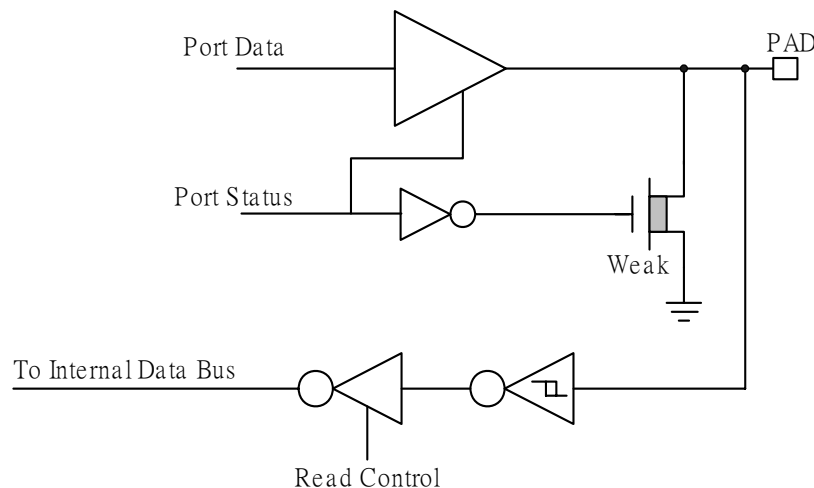 Port Data
PAD
Port Status
Weak
To Internal Data Bus
Read Control